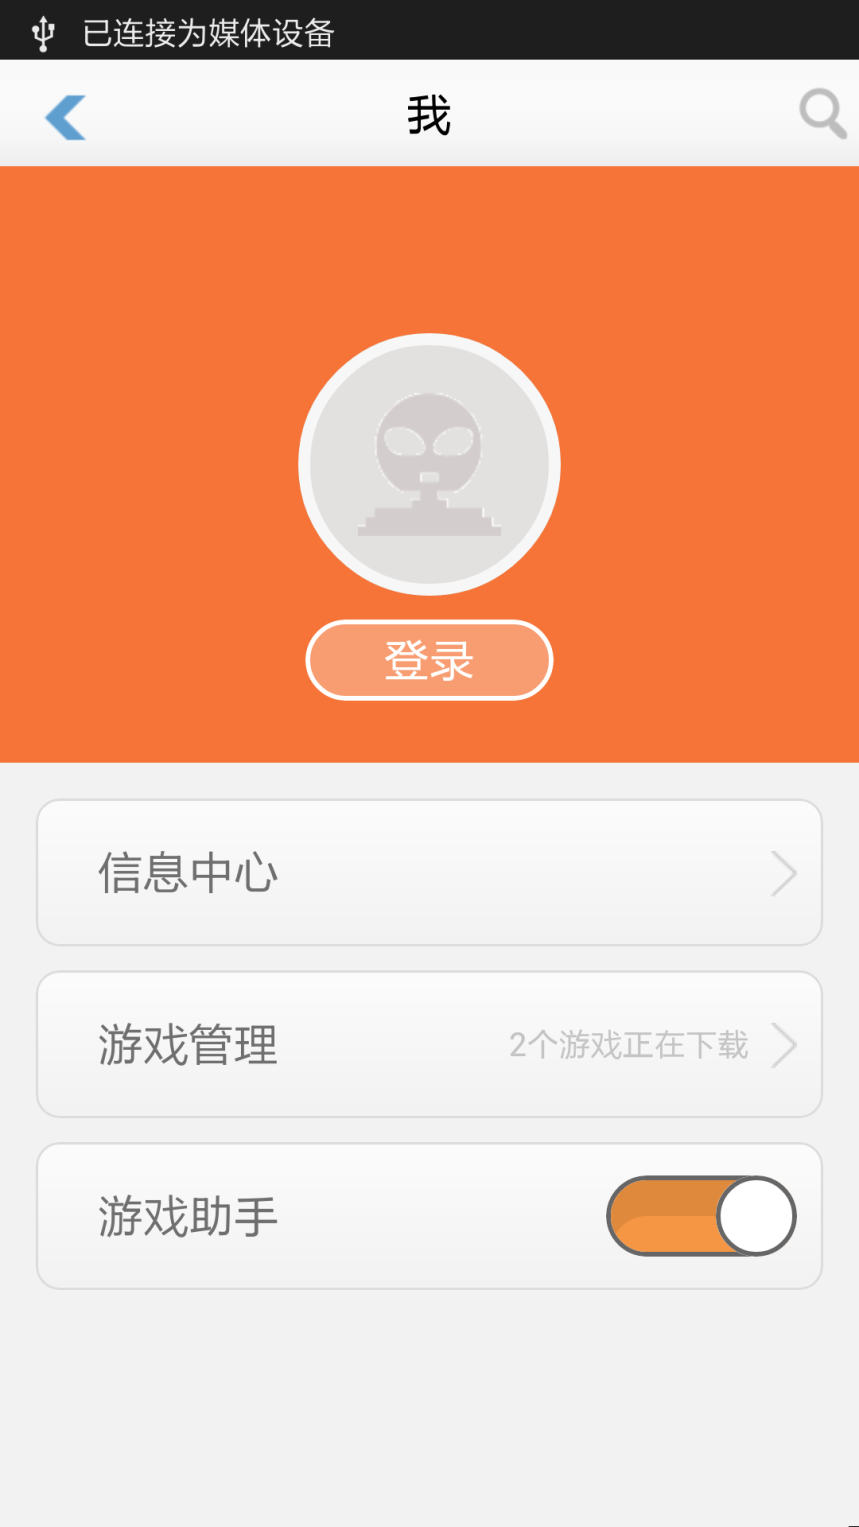 已连接为媒体设备
我
登录
信息中心
游戏管理
2个游戏正在下载
游戏助手